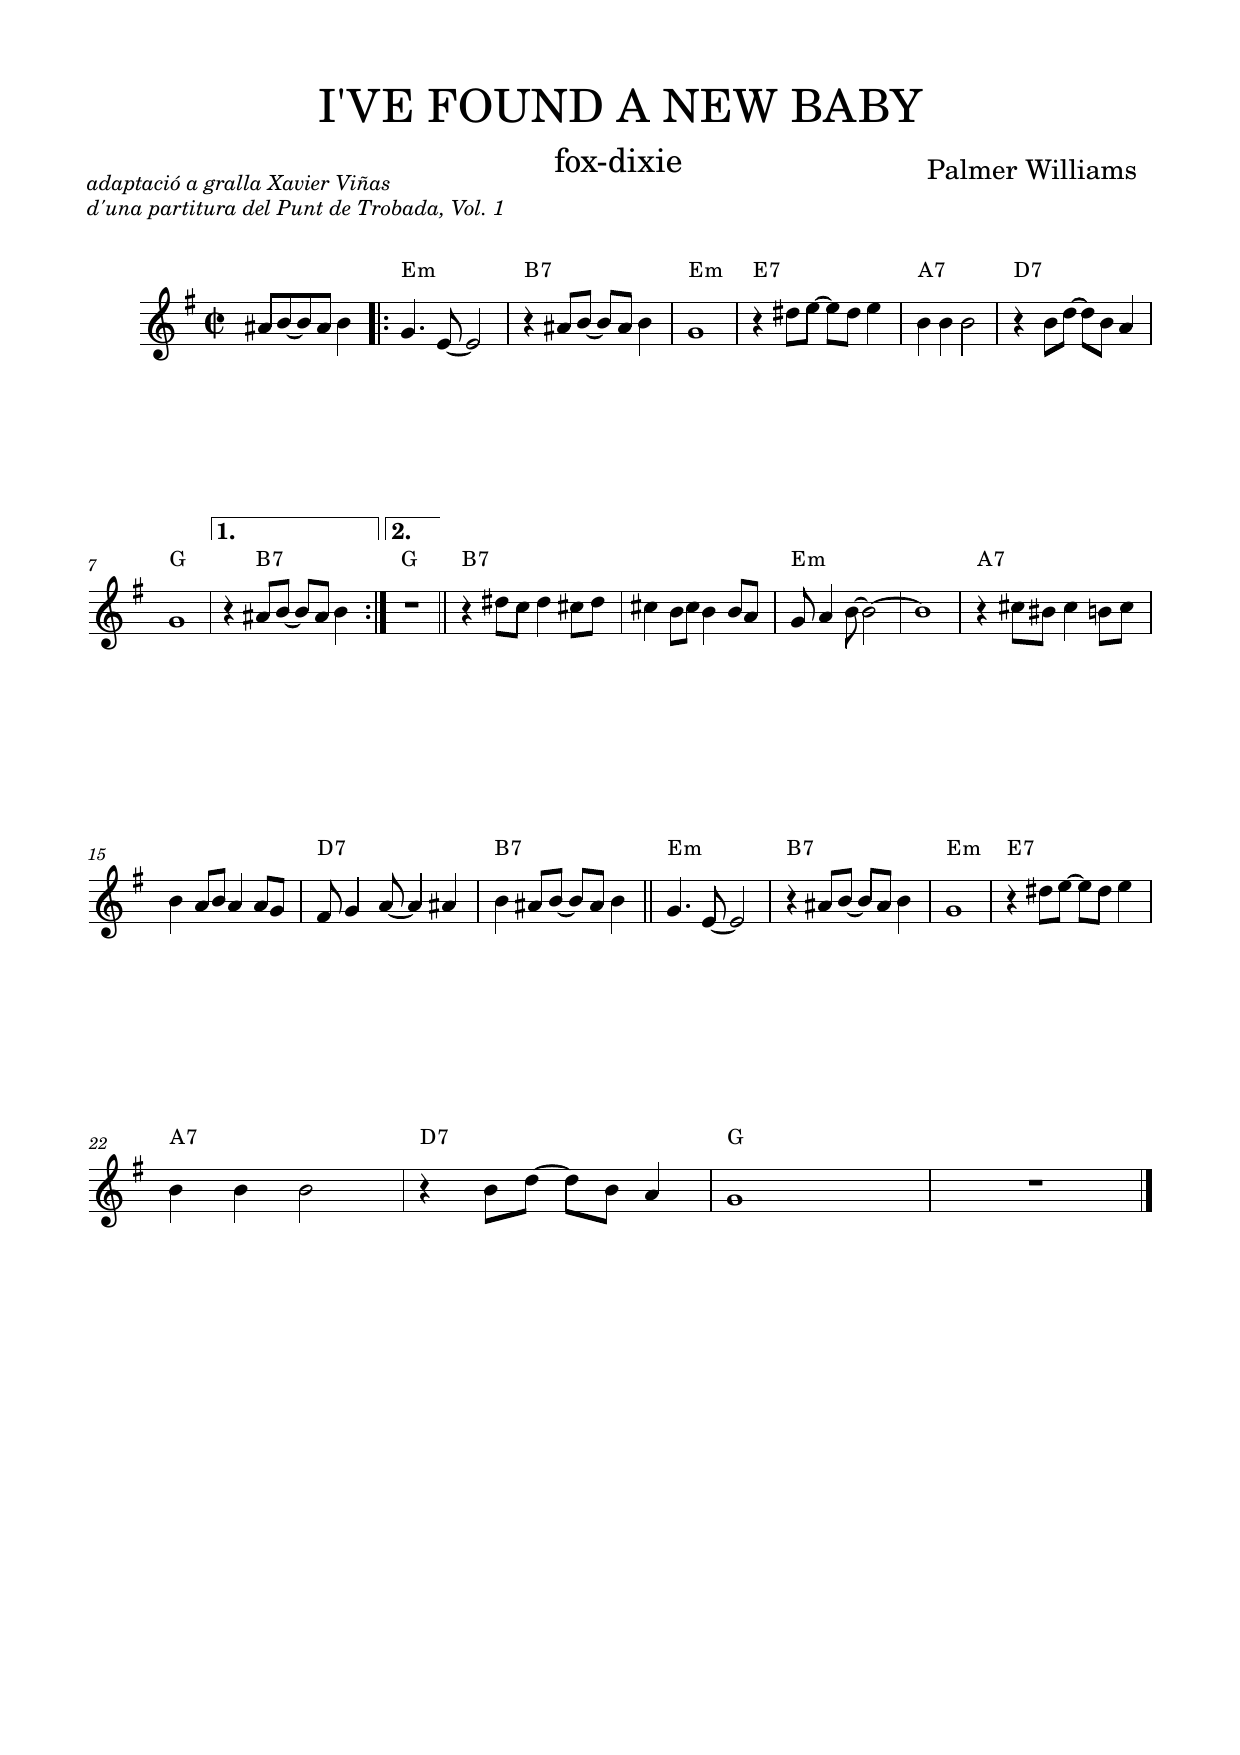 I'VE FOUND A NEW BABY
fox-dixie
Palmer Williams
adaptació a gralla Xavier Viñas
d'una partitura del Punt de Trobada, Vol. 1
Em B7 Em E7 A7 D7
1. 2.
7 G B7 G B7 Em A7
15 D7 B7 Em B7 Em E7
22 A7 D7 G